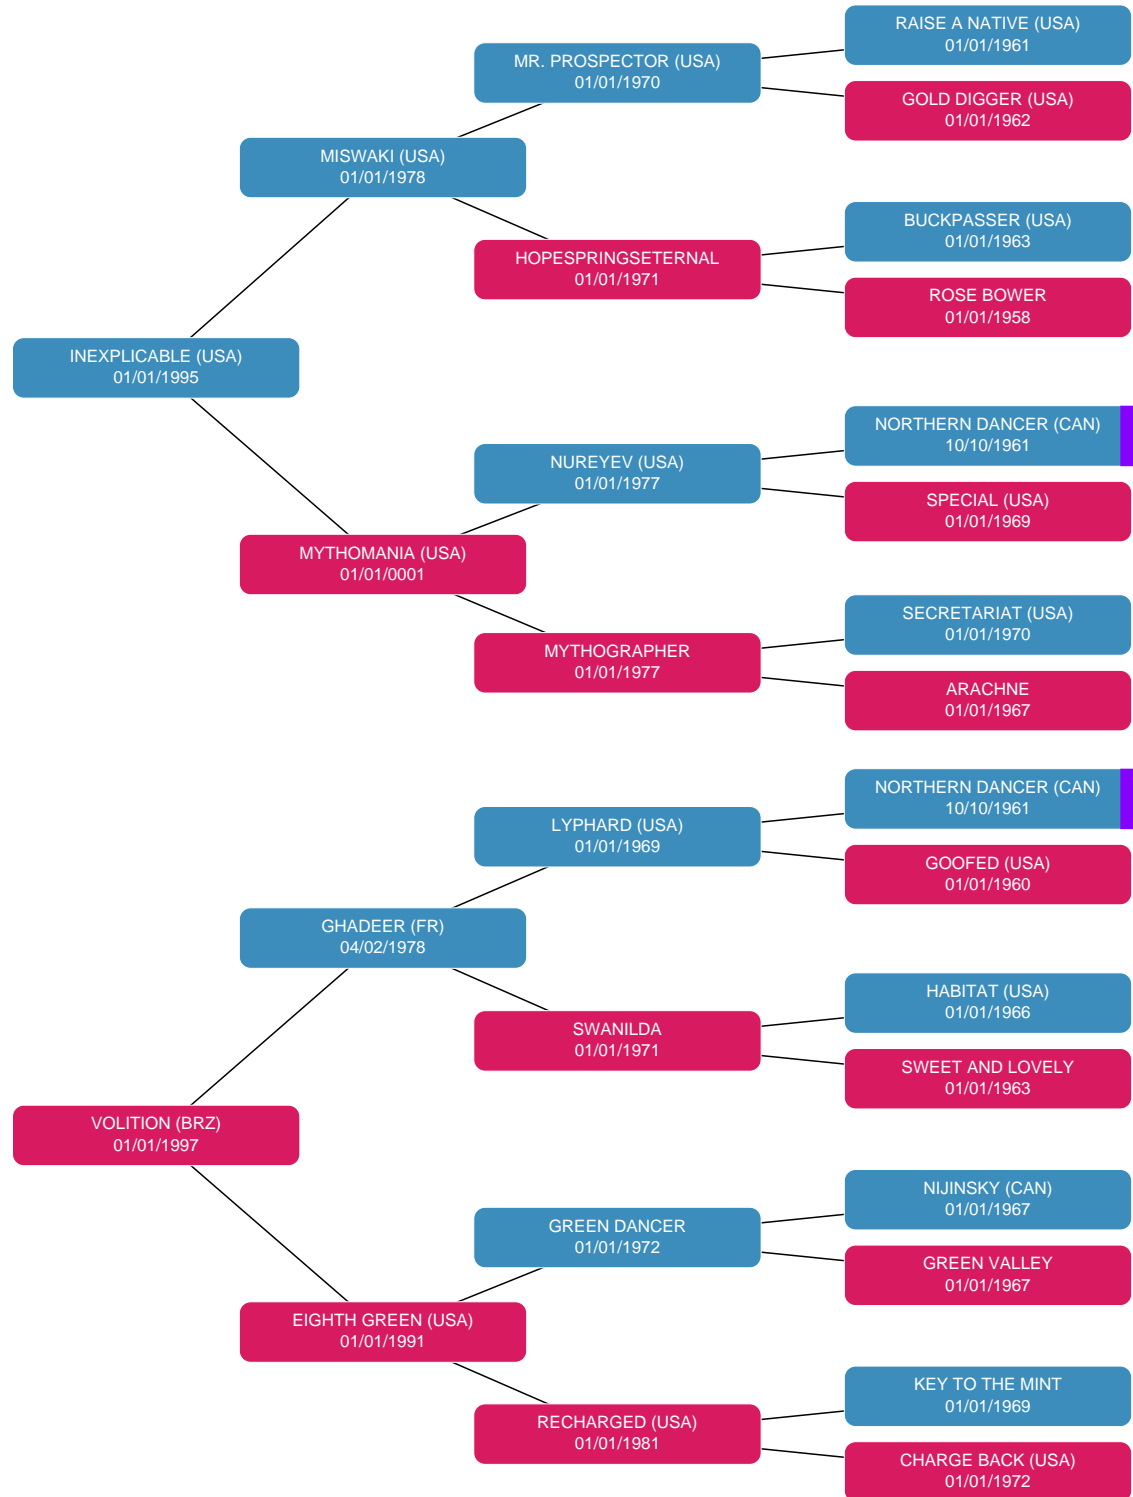 RAISE A NATIVE (USA)
01/01/1961
MR. PROSPECTOR (USA)
01/01/1970
GOLD DIGGER (USA)
01/01/1962
MISWAKI (USA)
01/01/1978
BUCKPASSER (USA)
01/01/1963
HOPESPRINGSETERNAL
01/01/1971
ROSE BOWER
01/01/1958
INEXPLICABLE (USA)
01/01/1995
NORTHERN DANCER (CAN)
10/10/1961
NUREYEV (USA)
01/01/1977
SPECIAL (USA)
01/01/1969
MYTHOMANIA (USA)
01/01/0001
SECRETARIAT (USA)
01/01/1970
MYTHOGRAPHER
01/01/1977
ARACHNE
01/01/1967
NORTHERN DANCER (CAN)
10/10/1961
LYPHARD (USA)
01/01/1969
GOOFED (USA)
01/01/1960
GHADEER (FR)
04/02/1978
HABITAT (USA)
01/01/1966
SWANILDA
01/01/1971
SWEET AND LOVELY
01/01/1963
VOLITION (BRZ)
01/01/1997
NIJINSKY (CAN)
01/01/1967
GREEN DANCER
01/01/1972
GREEN VALLEY
01/01/1967
EIGHTH GREEN (USA)
01/01/1991
KEY TO THE MINT
01/01/1969
RECHARGED (USA)
01/01/1981
CHARGE BACK (USA)
01/01/1972